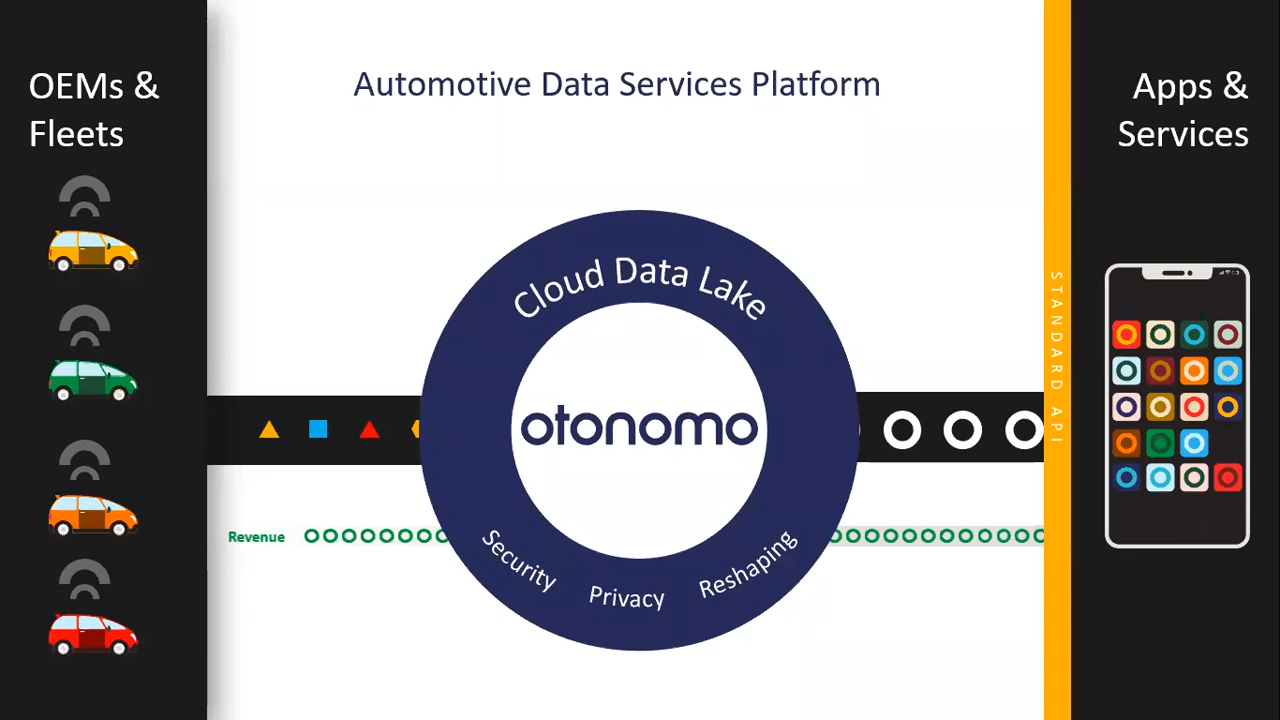 OEMs &
Fleets
Automotive Data Services Platform
Apps &
Services
Cloud Data Lake
otonomo
STANDARD API
Revenue
Security
Privacy
Reshaping